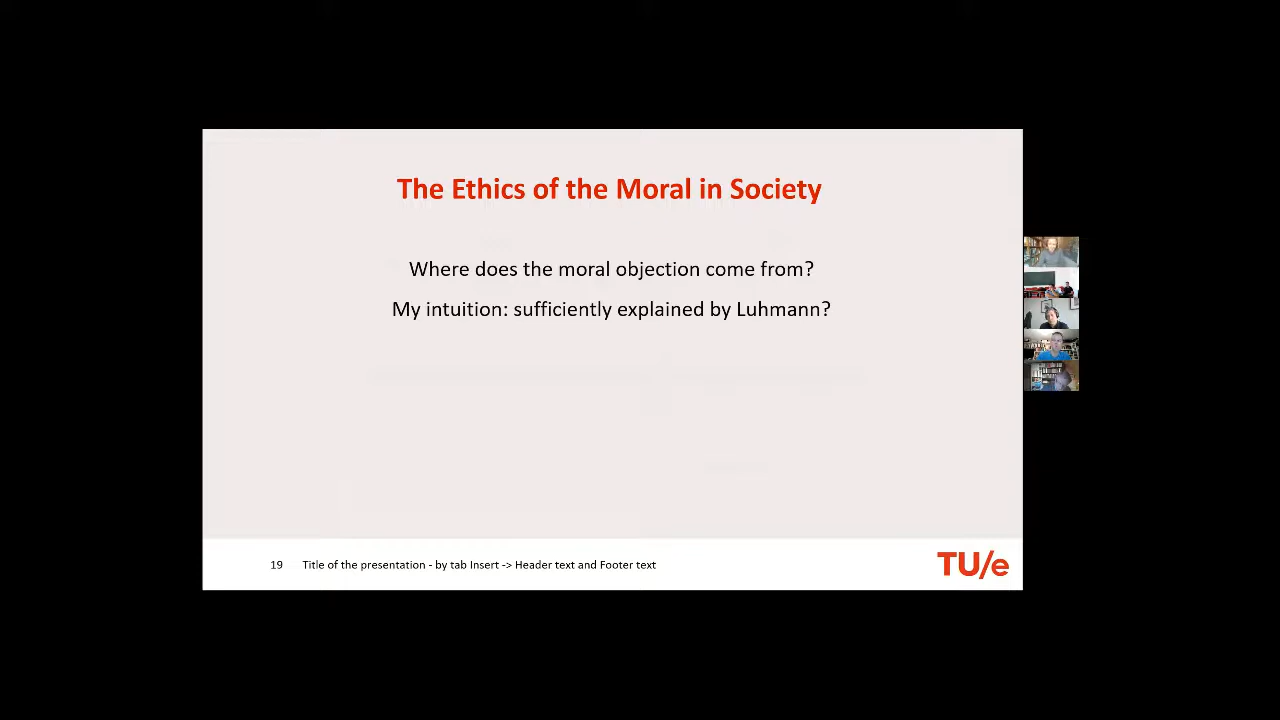 The Ethics of the Moral in Society
Where does the moral objection come from?
My intuition: sufficiently explained by Luhmann?
19 Title of the presentation - by tab Insert -> Header text and Footer text
TU/e